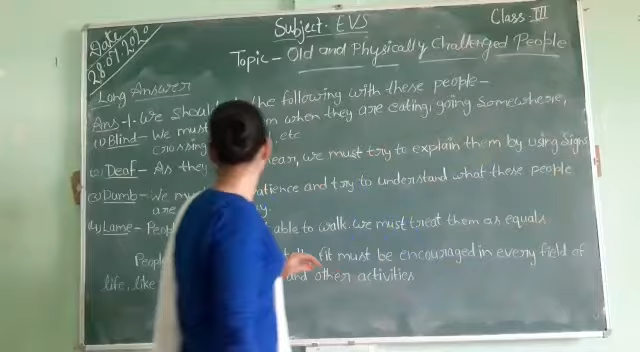 Date
28.07.2020
Subject - EVS
Class - III
Topic - Old and Physically Challenged People
Long Answer
Ans-1. We should the following with these people-
(1) Blind - We must when they are eating, going somewhere,
crossing etc
(2) Deaf - As they hear, we must try to explain them by using signs
(3) Dumb - We patience and try to understand what these people
are
(4) Lame - able to walk. We must treat them as equals
fit must be encouraged in every field of
life, like and other activities